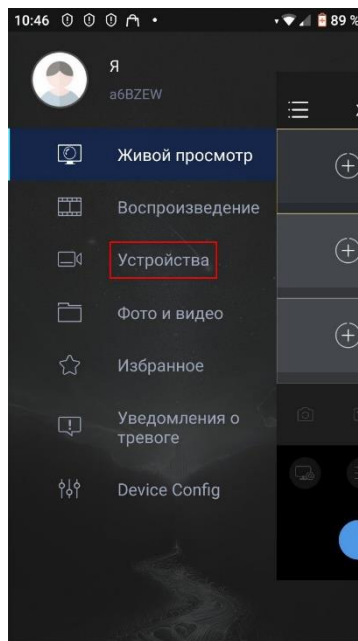 10:46 89 %
Я
a6BZEW
Живой просмотр
Воспроизведение
Устройства
Фото и видео
Избранное
Уведомления о
тревоге
Device Config